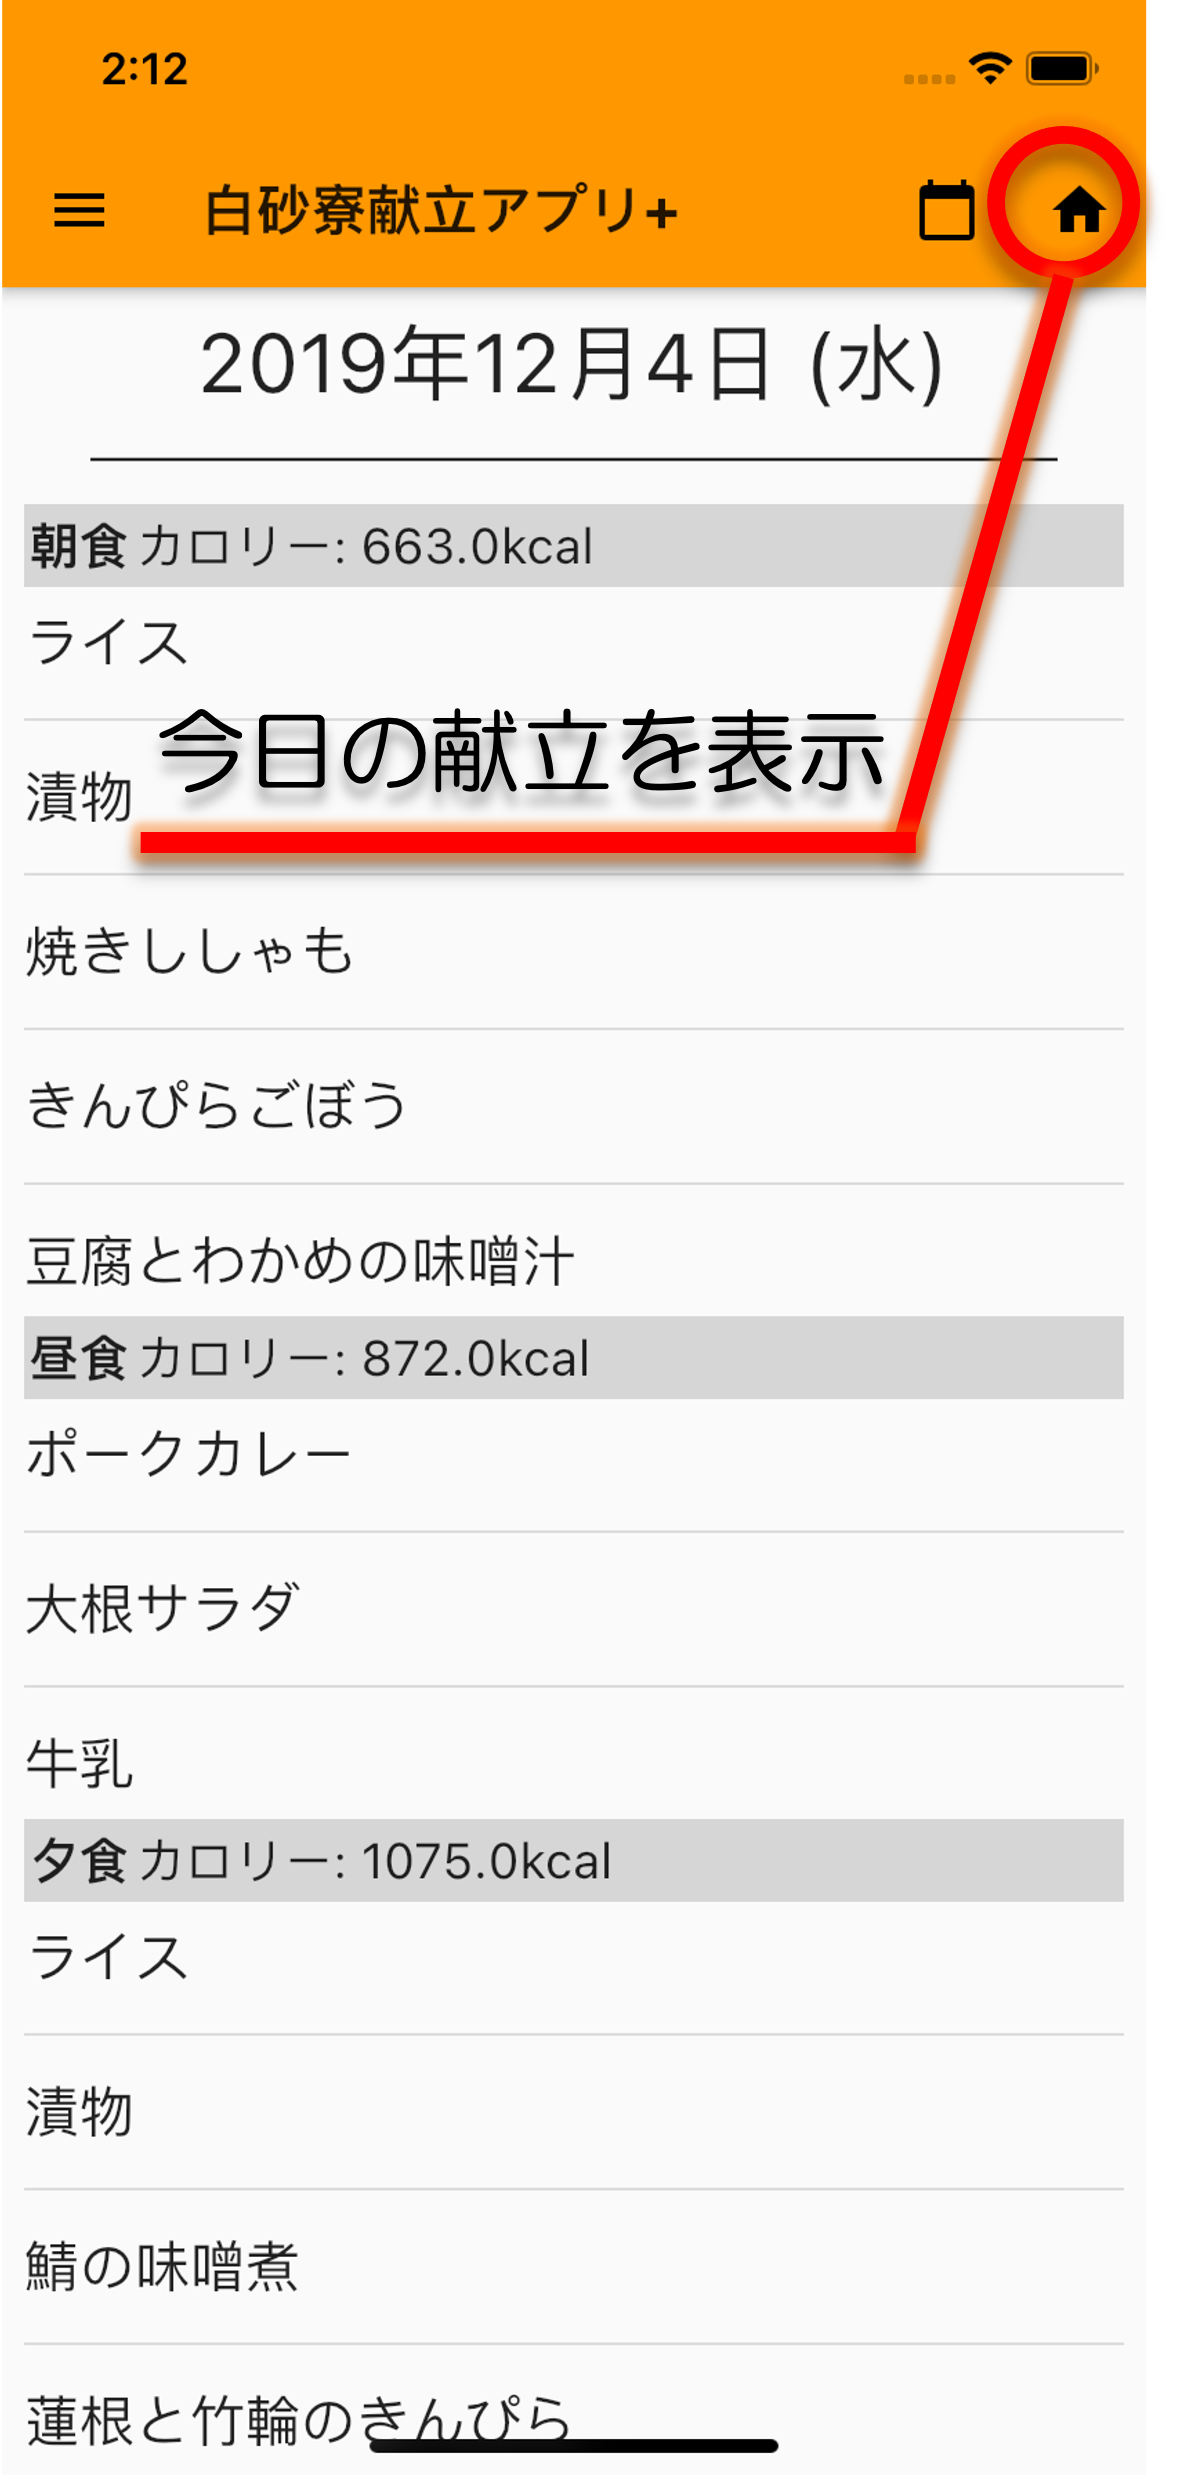 2:12
白砂寮献立アプリ+
2019年12月4日 (水)
朝食 カロリー: 663.0kcal
ライス
今日の献立を表示
漬物
焼きししゃも
きんぴらごぼう
豆腐とわかめの味噌汁
昼食 カロリー: 872.0kcal
ポークカレー
大根サラダ
牛乳
夕食 カロリー: 1075.0kcal
ライス
漬物
鯖の味噌煮
蓮根と竹輪のきんぴら